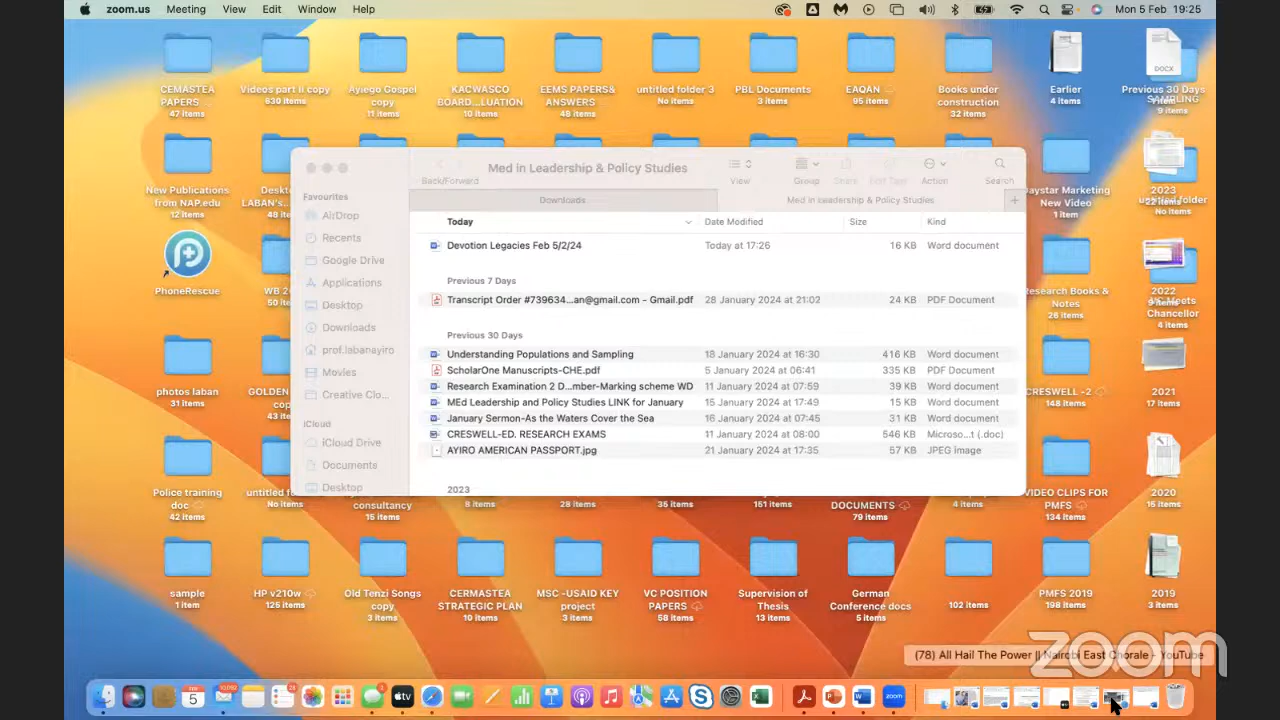 zoom.us Meeting View Edit Window Help Mon 5 Feb 19:25
CEMASTEA PAPERS
47 items
Videos part ii copy
830 items
Ayiego Gospel copy
11 items
KACWASCO BOARD...LUATION
10 items
EEMS PAPERS& ANSWERS
48 items
untitled folder 3
No items
PBL Documents
3 items
EAQAN
95 items
Books under construction
32 items
Earlier
4 items
DOCX
Previous 30 Days
SAMPLING
9 items
New Publications from NAP.edu
12 items
Daystar Marketing New Video
1 item
2023
No items
PhoneRescue
Research Books & Notes
26 items
2022
Chancellor
4 items
Med in Leadership & Policy Studies
Back/Forward View Group Share Edit Tags Action Search
Downloads
Med in Leadership & Policy Studies
Favourites
AirDrop
Recents
Google Drive
Applications
Desktop
Downloads
prof.labanayiro
Movies
Creative Clo...
iCloud
iCloud Drive
Documents
Desktop
Today Date Modified Size Kind
Devotion Legacies Feb 5/2/24 Today at 17:26 16 KB Word document
Previous 7 Days
Transcript Order #739634...an@gmail.com - Gmail.pdf 28 January 2024 at 21:02 24 KB PDF Document
Previous 30 Days
Understanding Populations and Sampling 18 January 2024 at 16:30 416 KB Word document
ScholarOne Manuscripts-CHE.pdf 5 January 2024 at 06:41 335 KB PDF Document
Research Examination 2 D...mber-Marking scheme WD 11 January 2024 at 07:59 39 KB Word document
MEd Leadership and Policy Studies LINK for January 15 January 2024 at 17:49 15 KB Word document
January Sermon-As the Waters Cover the Sea 16 January 2024 at 07:45 31 KB Word document
CRESWELL-ED. RESEARCH EXAMS 11 January 2024 at 08:00 546 KB Microso...t (.doc)
AYIRO AMERICAN PASSPORT.jpg 21 January 2024 at 17:35 57 KB JPEG image
2023
photos laban
31 items
CRESWELL -2
148 items
2021
17 items
Police training doc
42 items
consultancy
15 items
8 items
28 items
35 items
151 items
DOCUMENTS
79 items
4 items
VIDEO CLIPS FOR PMFS
134 items
2020
15 items
sample
1 item
HP v210w
125 items
Old Tenzi Songs copy
3 items
CERMASTEA STRATEGIC PLAN
10 items
MSC -USAID KEY project
3 items
VC POSITION PAPERS
58 items
Supervision of Thesis
13 items
German Conference docs
5 items
102 items
PMFS 2019
198 items
2019
3 items
(78) All Hail The Power || Nairobi East Chorale - YouTube
zoom